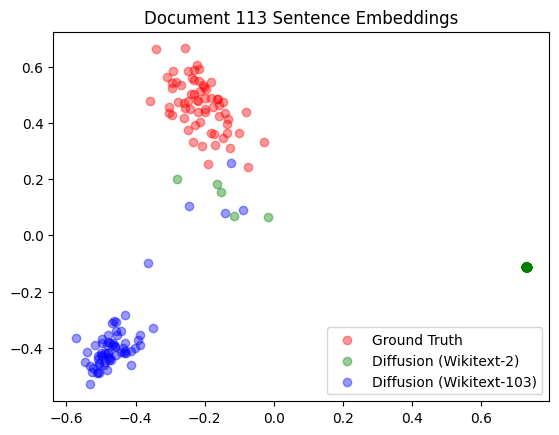 Document 113 Sentence Embeddings
0.6
0.4
0.2
0.0
−0.2
−0.4
−0.6 −0.4 −0.2 0.0 0.2 0.4 0.6
Ground Truth
Diffusion (Wikitext-2)
Diffusion (Wikitext-103)